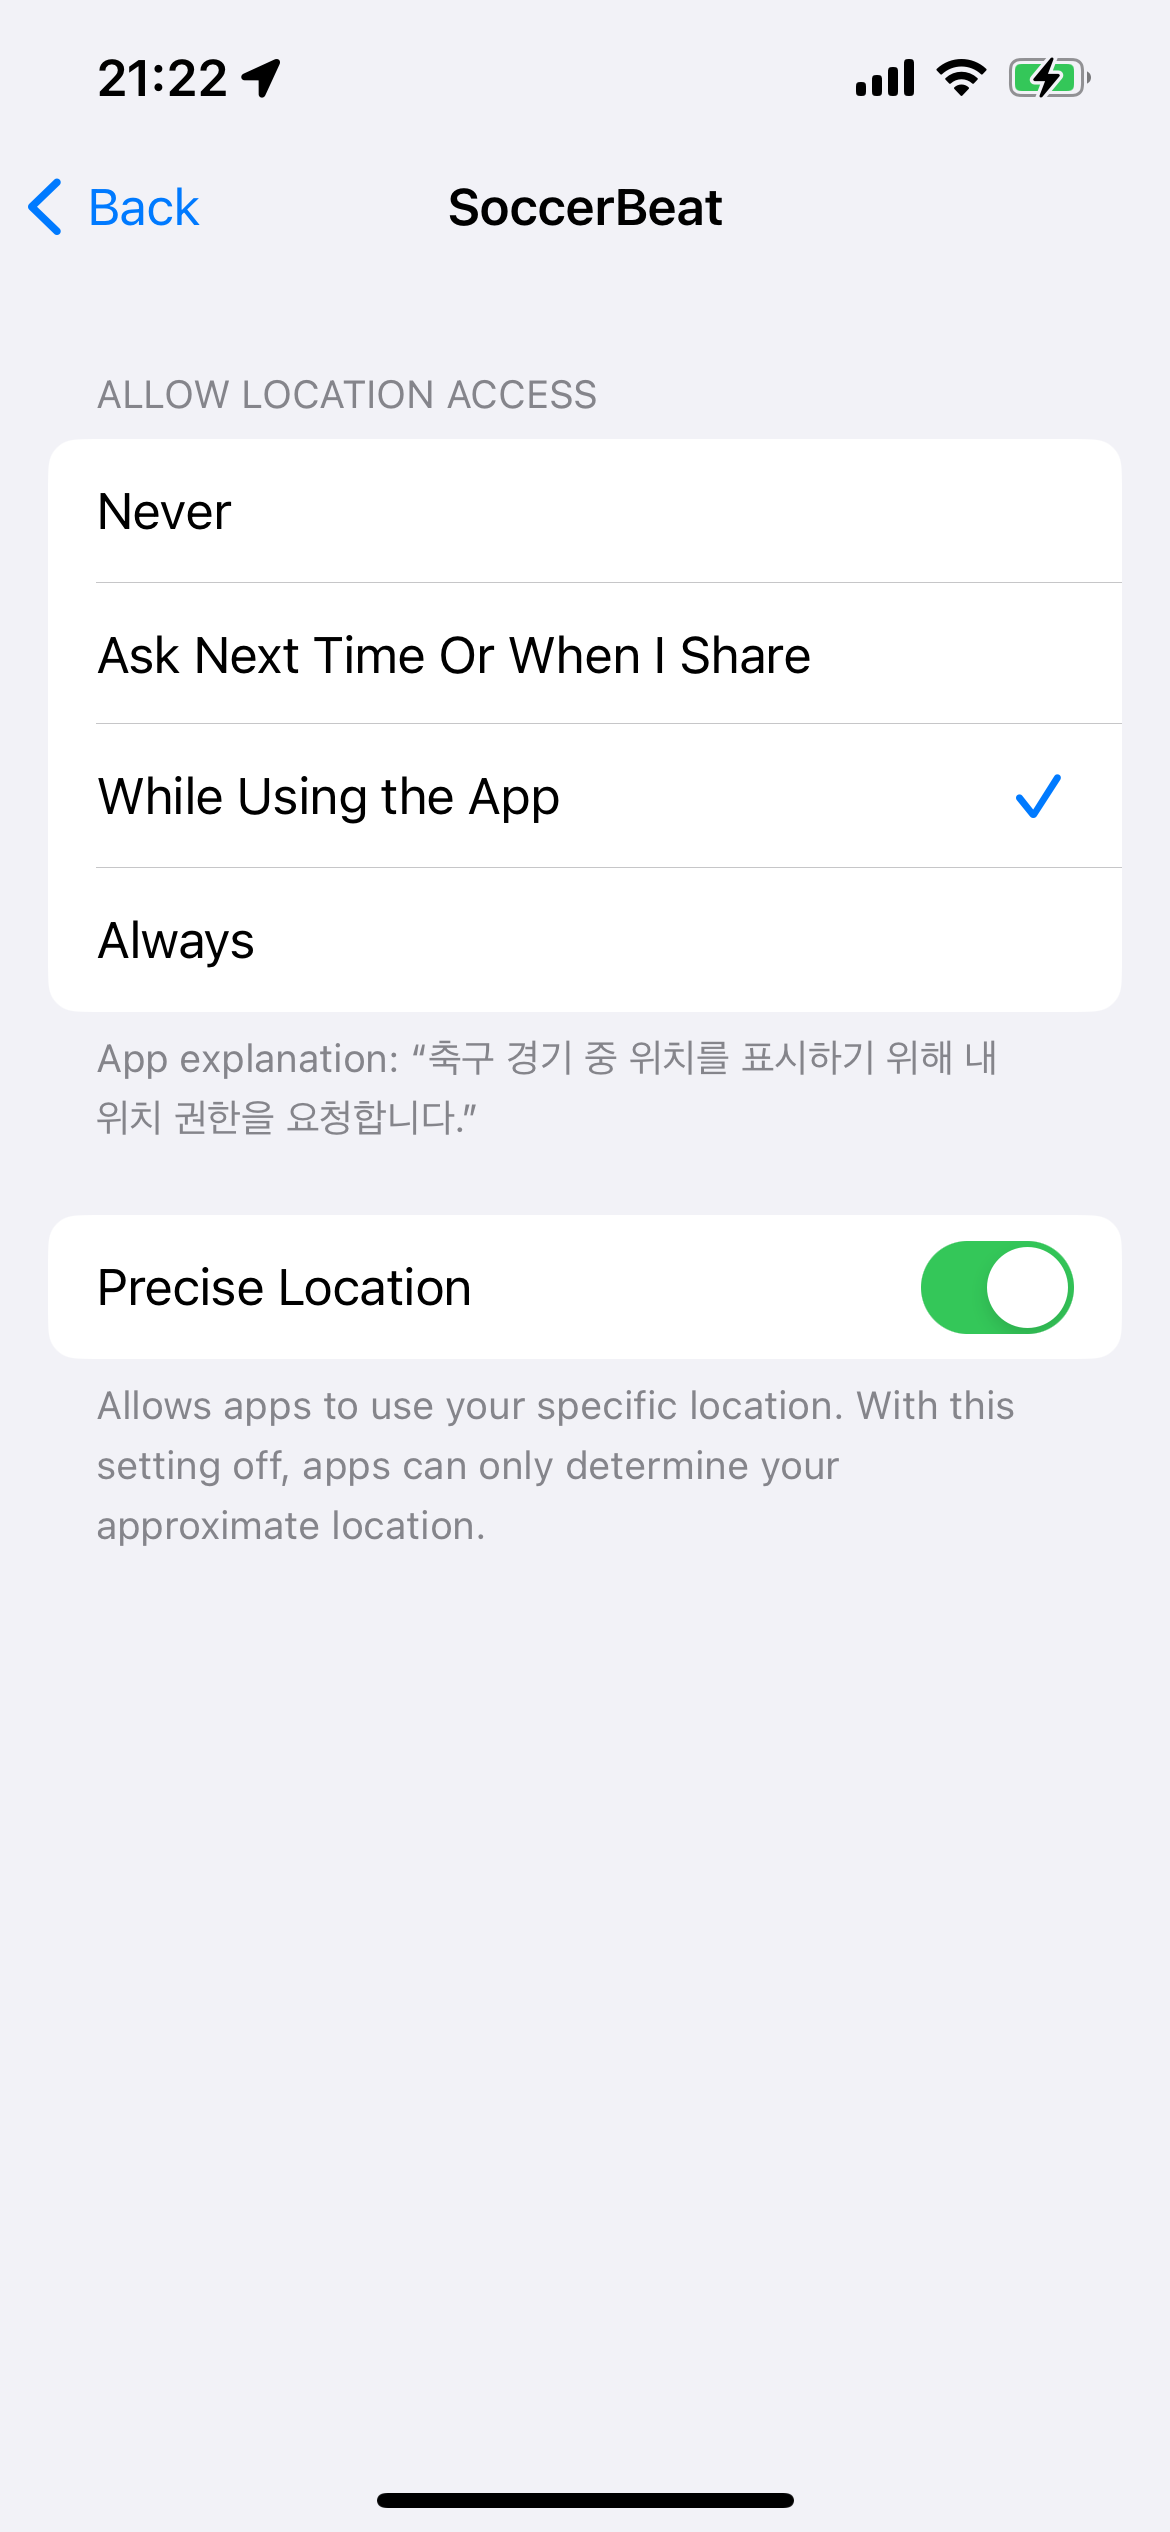 21:22
Back
SoccerBeat
ALLOW LOCATION ACCESS
Never
Ask Next Time Or When I Share
While Using the App
Always
App explanation: “축구 경기 중 위치를 표시하기 위해 내
위치 권한을 요청합니다.”
Precise Location
Allows apps to use your specific location. With this
setting off, apps can only determine your
approximate location.